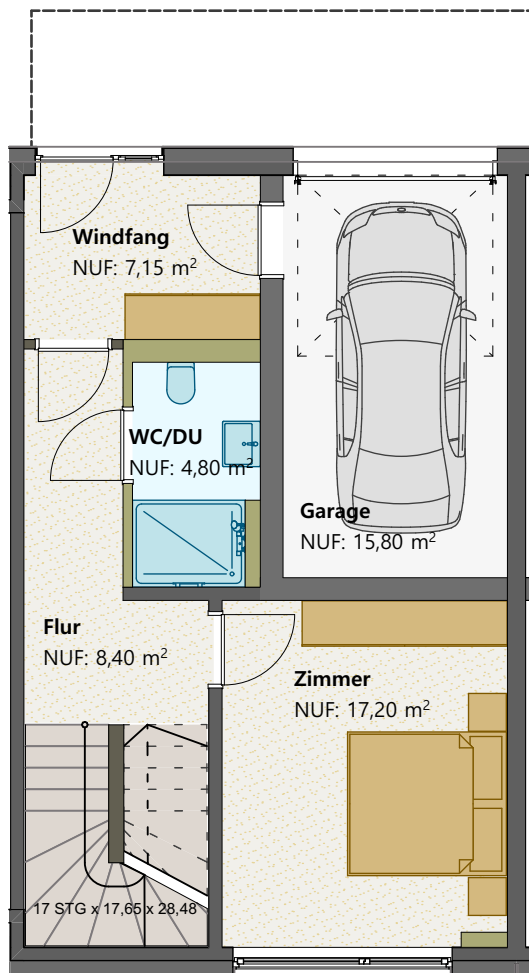 Windfang
NUF: 7,15 m²
WC/DU
NUF: 4,80 m²
Garage
NUF: 15,80 m²
Flur
NUF: 8,40 m²
Zimmer
NUF: 17,20 m²
17 STG x 17,65 x 28,48